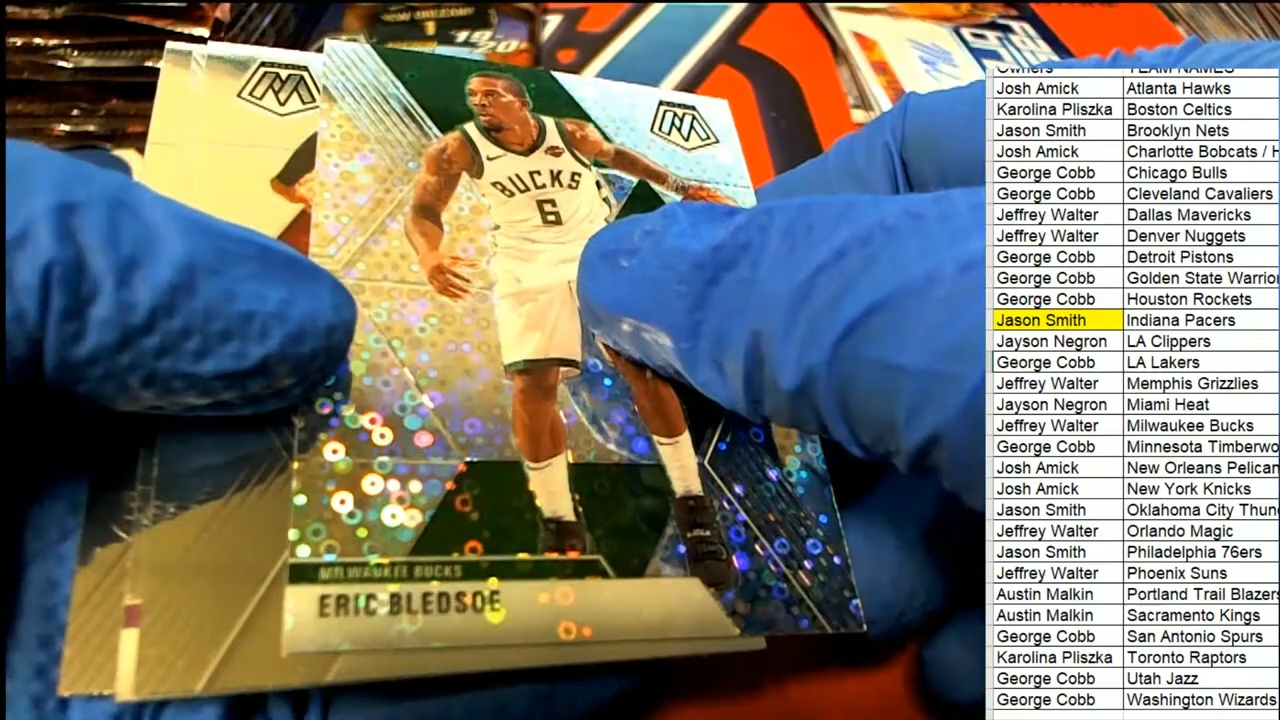 NEW ORLEANS
1
19-20
BUCKS
6
MILWAUKEE BUCKS
ERIC BLEDSOE
Owners TEAM NAMES
Josh Amick Atlanta Hawks
Karolina Pliszka Boston Celtics
Jason Smith Brooklyn Nets
Josh Amick Charlotte Bobcats / H
George Cobb Chicago Bulls
George Cobb Cleveland Cavaliers
Jeffrey Walter Dallas Mavericks
Jeffrey Walter Denver Nuggets
George Cobb Detroit Pistons
George Cobb Golden State Warrio
George Cobb Houston Rockets
Jason Smith Indiana Pacers
Jayson Negron LA Clippers
George Cobb LA Lakers
Jeffrey Walter Memphis Grizzlies
Jayson Negron Miami Heat
Jeffrey Walter Milwaukee Bucks
George Cobb Minnesota Timberwo
Josh Amick New Orleans Pelican
Josh Amick New York Knicks
Jason Smith Oklahoma City Thun
Jeffrey Walter Orlando Magic
Jason Smith Philadelphia 76ers
Jeffrey Walter Phoenix Suns
Austin Malkin Portland Trail Blazers
Austin Malkin Sacramento Kings
George Cobb San Antonio Spurs
Karolina Pliszka Toronto Raptors
George Cobb Utah Jazz
George Cobb Washington Wizards